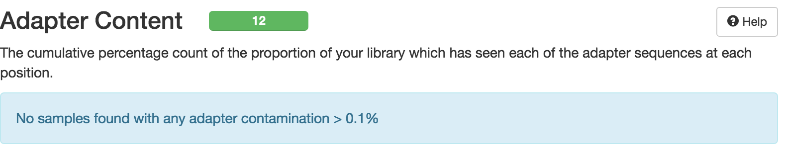 Adapter Content 12 Help
The cumulative percentage count of the proportion of your library which has seen each of the adapter sequences at each
position.
No samples found with any adapter contamination > 0.1%